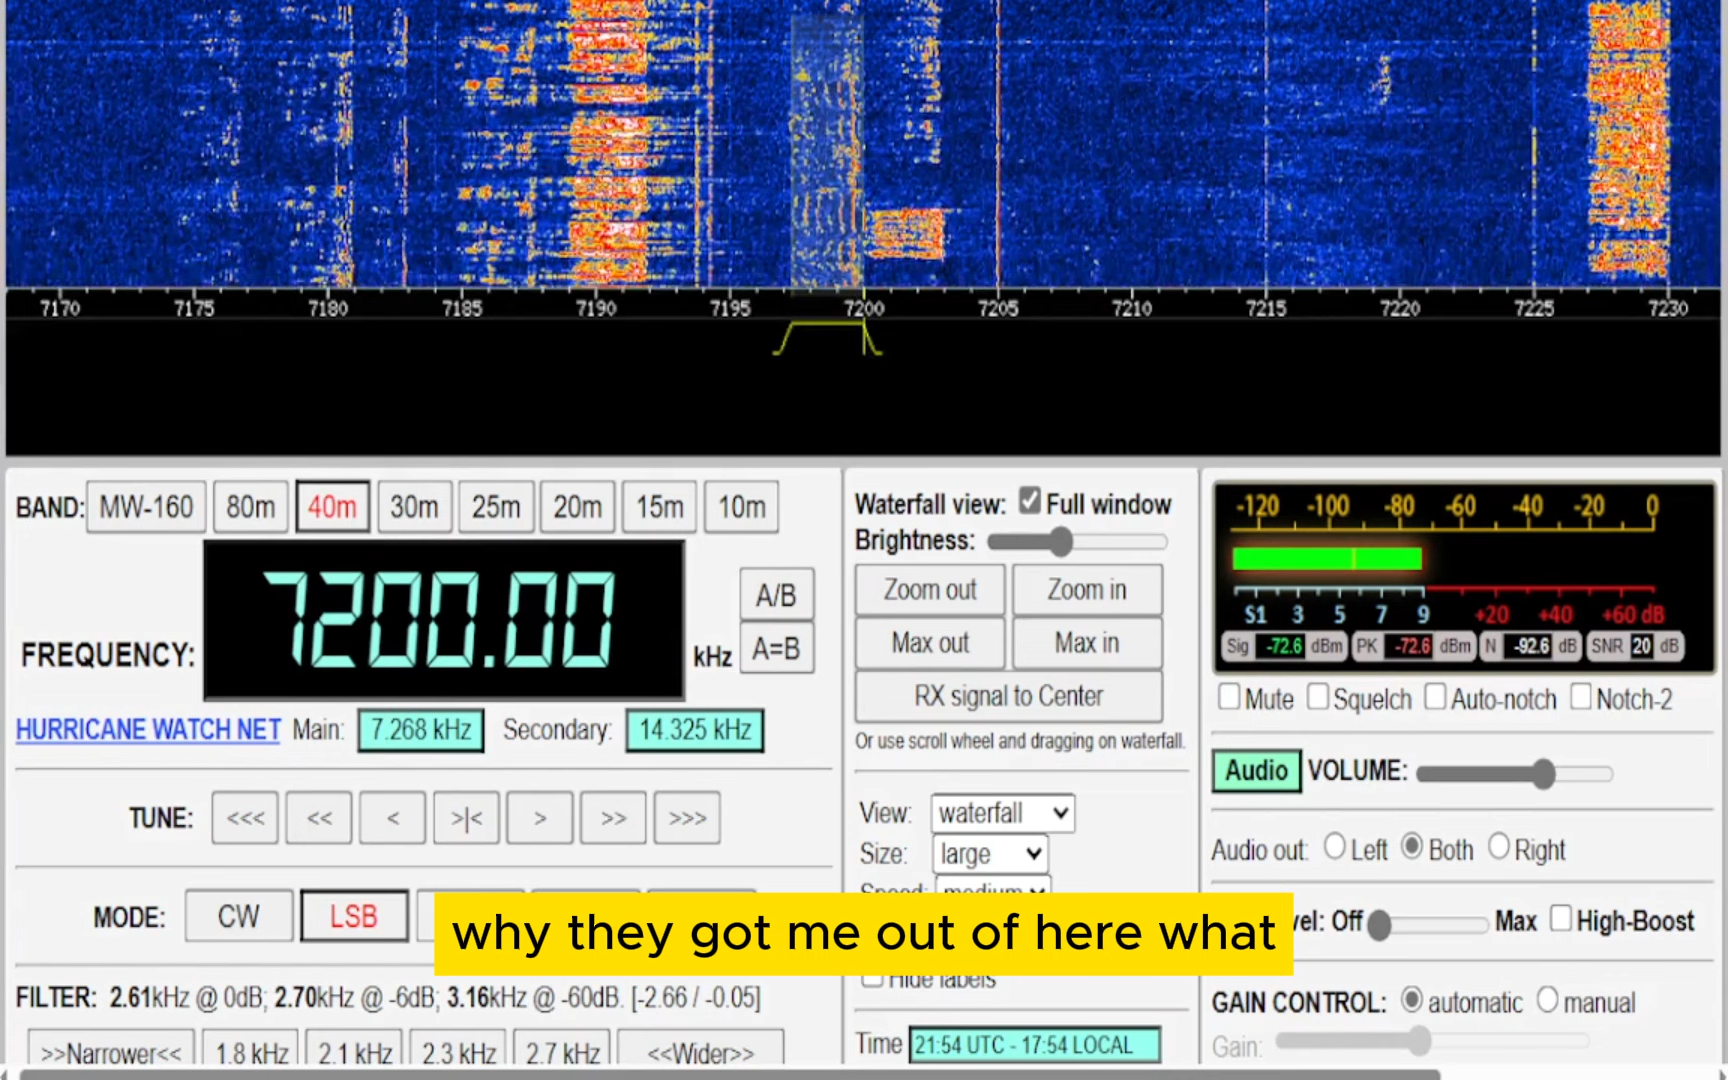 7170 7175 7180 7185 7190 7195 7200 7205 7210 7215 7220 7225 7230
BAND: MW-160 80m 40m 30m 25m 20m 15m 10m
FREQUENCY: 7200.00 kHz
A/B
A=B
HURRICANE WATCH NET Main: 7.268 kHz Secondary: 14.325 kHz
TUNE: <<< << < >|< > >> >>>
MODE: CW LSB
FILTER: 2.61kHz @ 0dB; 2.70kHz @ -6dB; 3.16kHz @ -60dB. [-2.66 / -0.05]
>>Narrower<< 1.8 kHz 2.1 kHz 2.3 kHz 2.7 kHz <<Wider>>
Waterfall view: Full window
Brightness:
Zoom out Zoom in
Max out Max in
RX signal to Center
Or use scroll wheel and dragging on waterfall.
View: waterfall
Size: large
Speed: medium
why they got me out of here what
Hide labels
Time 21:54 UTC - 17:54 LOCAL
-120 -100 -80 -60 -40 -20 0
S1 3 5 7 9 +20 +40 +60 dB
Sig -72.6 dBm PK -72.6 dBm N -92.6 dB SNR 20 dB
Mute Squelch Auto-notch Notch-2
Audio VOLUME:
Audio out: Left Both Right
vel: Off Max High-Boost
GAIN CONTROL: automatic manual
Gain: